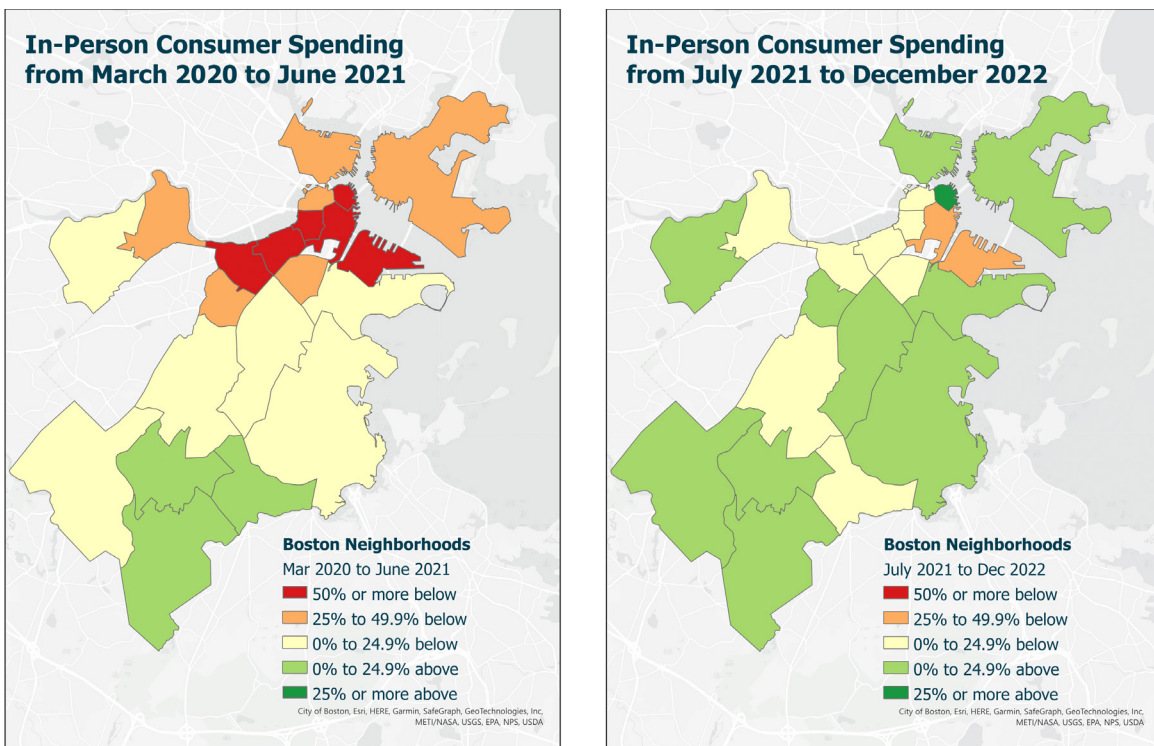 In-Person Consumer Spending
from March 2020 to June 2021
Boston Neighborhoods
Mar 2020 to June 2021
50% or more below
25% to 49.9% below
0% to 24.9% below
0% to 24.9% above
25% or more above
City of Boston, Esri, HERE, Garmin, SafeGraph, GeoTechnologies, Inc,
METI/NASA, USGS, EPA, NPS, USDA
In-Person Consumer Spending
from July 2021 to December 2022
Boston Neighborhoods
July 2021 to Dec 2022
50% or more below
25% to 49.9% below
0% to 24.9% below
0% to 24.9% above
25% or more above
City of Boston, Esri, HERE, Garmin, SafeGraph, GeoTechnologies, Inc,
METI/NASA, USGS, EPA, NPS, USDA